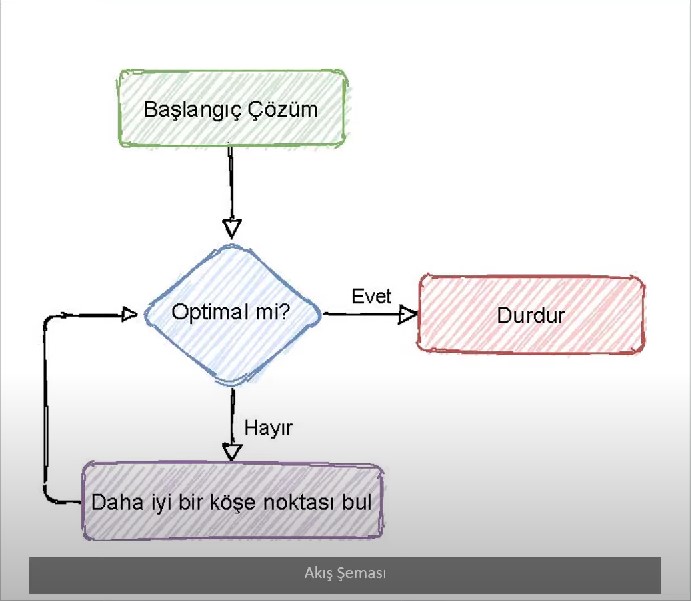 Başlangıç Çözüm
Optimal mi?
Evet
Durdur
Hayır
Daha iyi bir köşe noktası bul
Akış Şeması